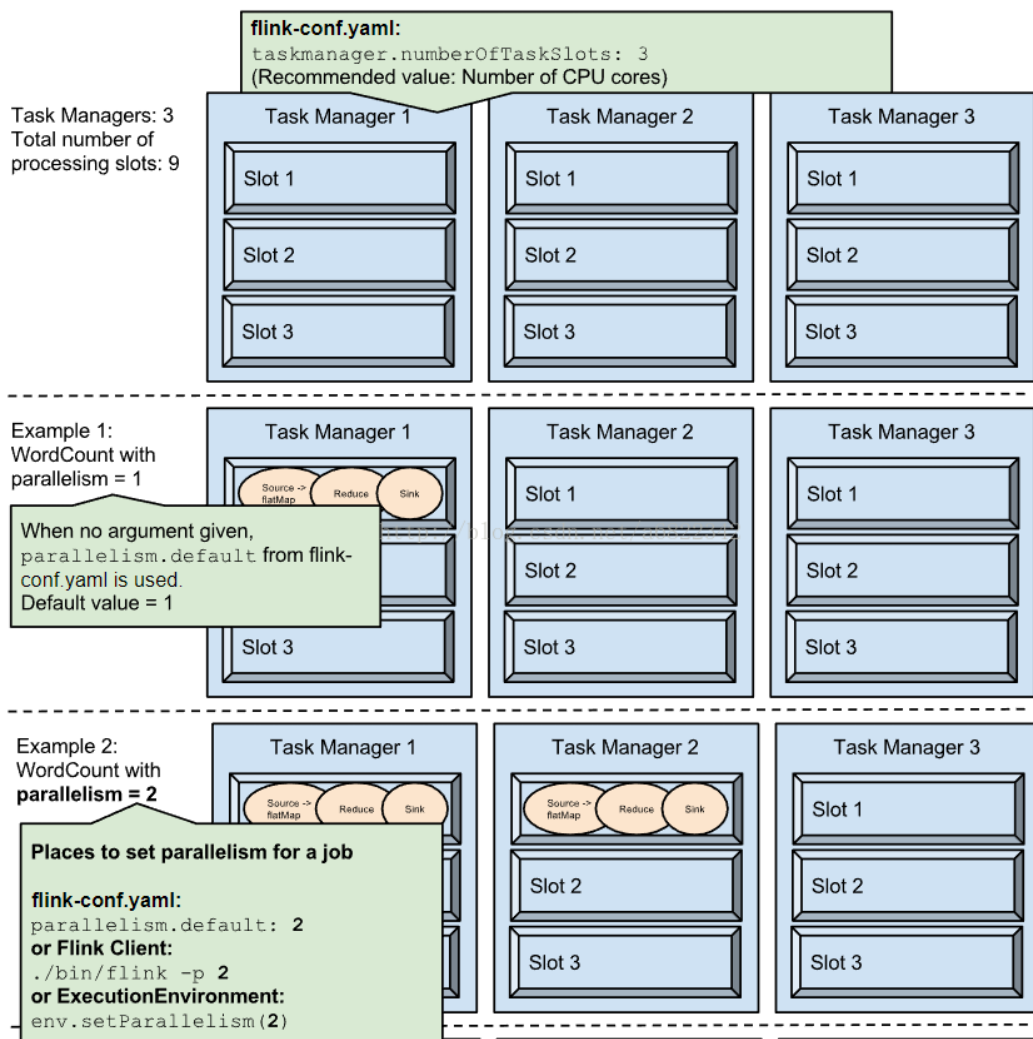 flink-conf.yaml:
taskmanager.numberOfTaskSlots: 3
(Recommended value: Number of CPU cores)
Task Managers: 3
Total number of
processing slots: 9
Task Manager 1
Slot 1
Slot 2
Slot 3
Task Manager 2
Slot 1
Slot 2
Slot 3
Task Manager 3
Slot 1
Slot 2
Slot 3
Example 1:
WordCount with
parallelism = 1
When no argument given,
parallelism.default from flink-
conf.yaml is used.
Default value = 1
Task Manager 1
Source ->
flatMap
Reduce
Sink
Slot 3
Task Manager 2
Slot 1
Slot 2
Slot 3
Task Manager 3
Slot 1
Slot 2
Slot 3
Example 2:
WordCount with
parallelism = 2
Places to set parallelism for a job
flink-conf.yaml:
parallelism.default: 2
or Flink Client:
./bin/flink -p 2
or ExecutionEnvironment:
env.setParallelism(2)
Task Manager 1
Source ->
flatMap
Reduce
Sink
Task Manager 2
Source ->
flatMap
Reduce
Sink
Slot 2
Slot 3
Task Manager 3
Slot 1
Slot 2
Slot 3